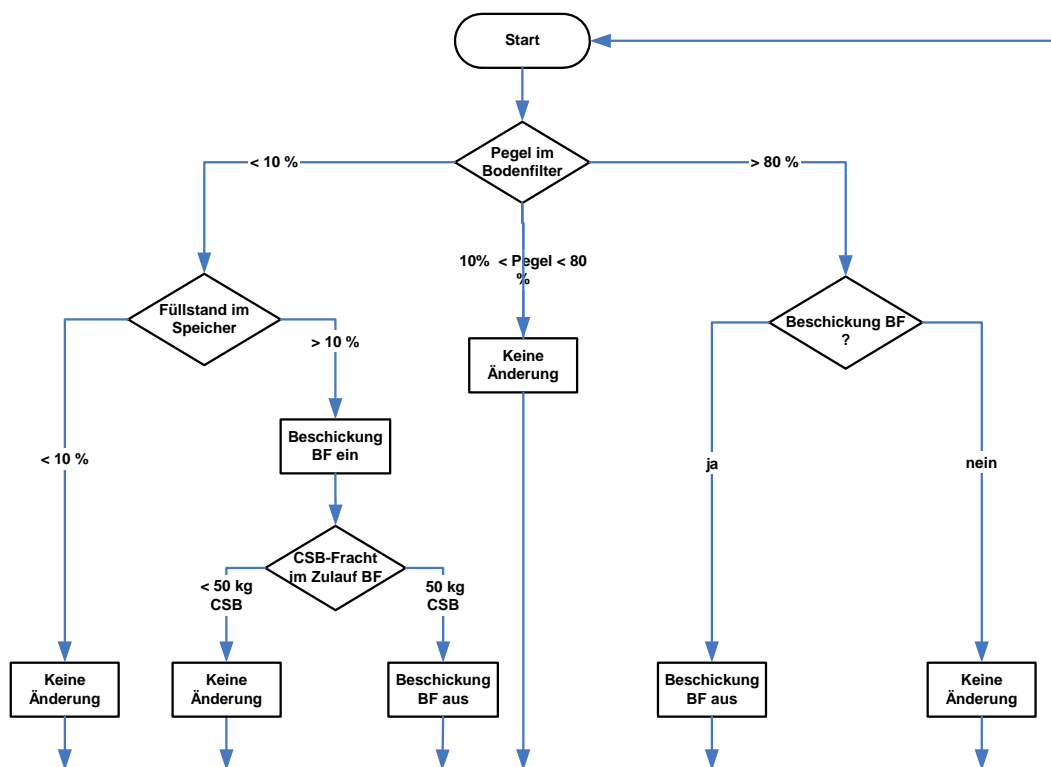 Start
Pegel im
Bodenfilter
< 10 %
> 80 %
10% < Pegel < 80
%
Füllstand im
Speicher
Beschickung BF
?
> 10 %
Keine
Änderung
Beschickung
BF ein
< 10 %
ja
nein
CSB-Fracht
im Zulauf BF
< 50 kg
CSB
50 kg
CSB
Keine
Änderung
Keine
Änderung
Beschickung
BF aus
Beschickung
BF aus
Keine
Änderung